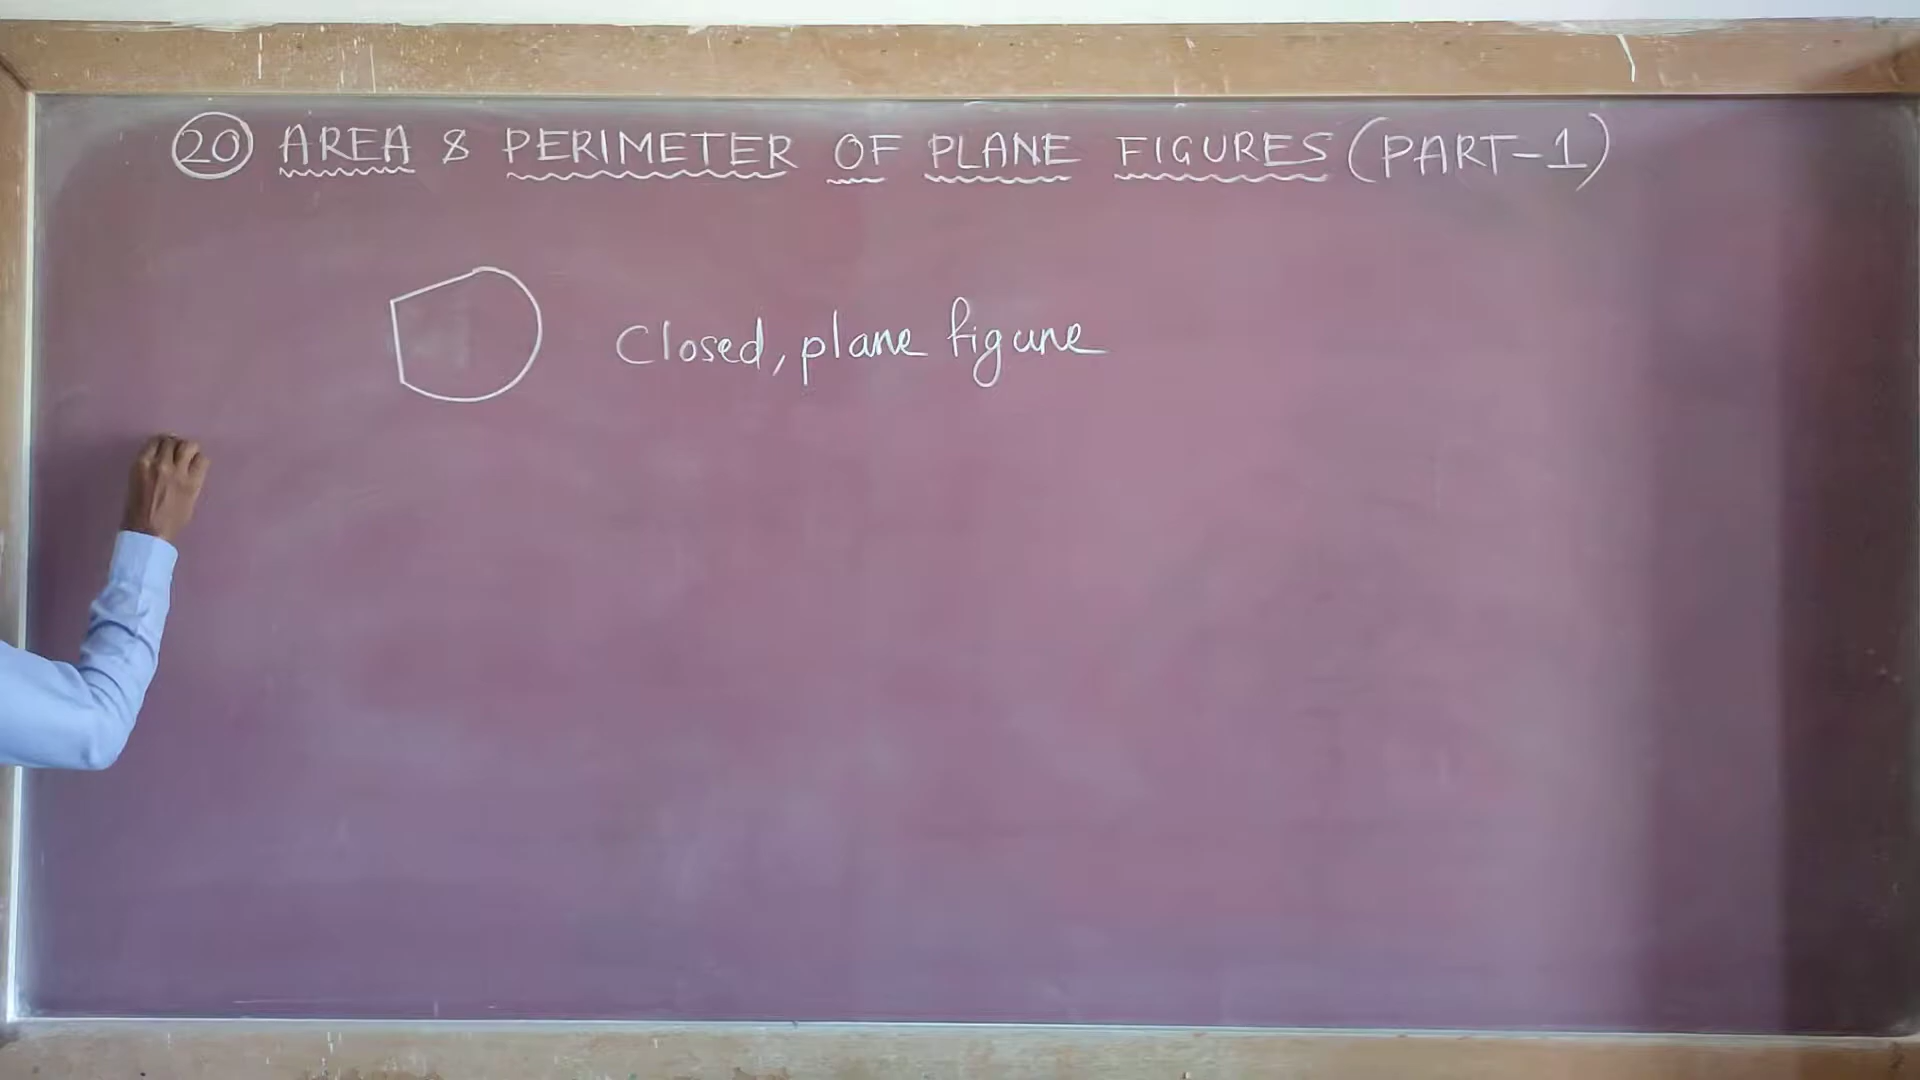 20 AREA & PERIMETER OF PLANE FIGURES (PART-1)
Closed, plane figure